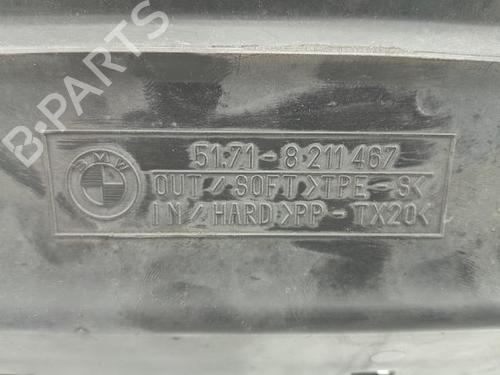 B-PARTS
BMW
51.71-8 211 467
OUT/SOFT>TPE-S<
IN/HARD>PP-TX20<